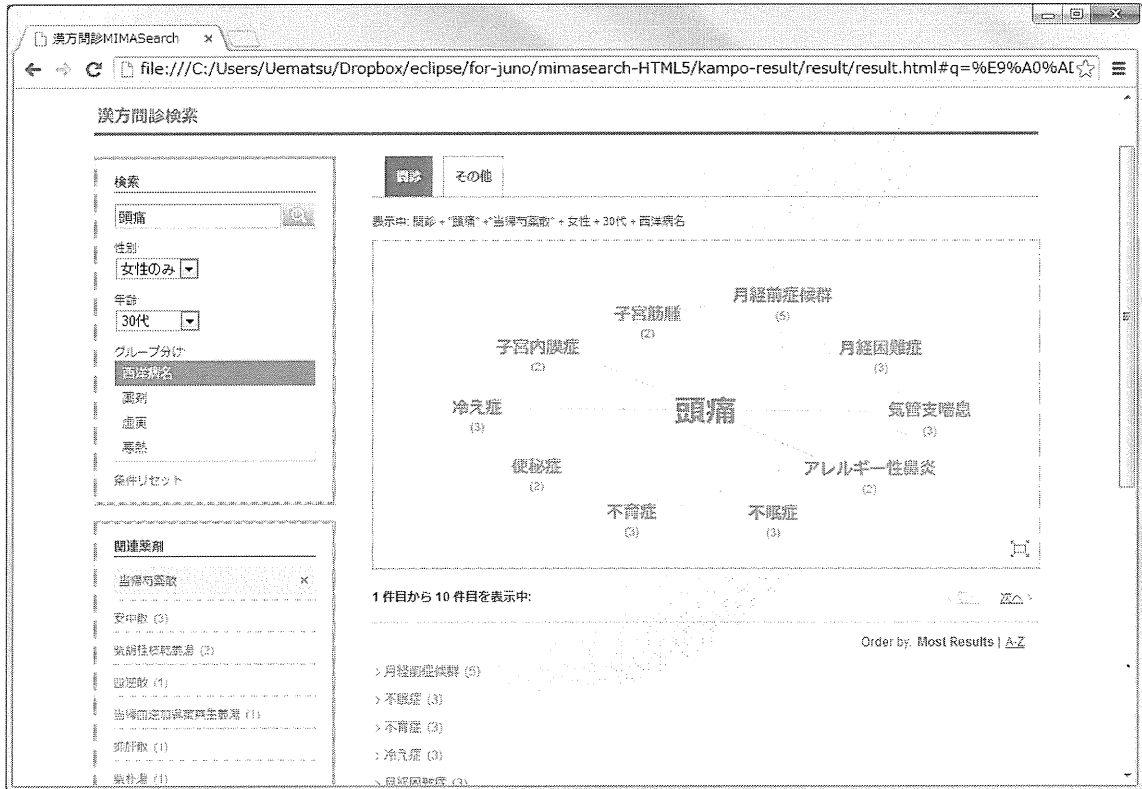 漢方問診MIMASearch
file:///C:/Users/Uematsu/Dropbox/eclipse/for-juno/mimasearch-HTML5/kampo-result/result/result.html#q=%E9%A0%A
漢方問診検索
検索
頭痛
性別:
女性のみ
年齢:
30代
グループ分け:
西洋病名
薬剤
虚実
寒熱
条件リセット
関連薬剤
当帰芍薬散 ×
安中散 (3)
柴胡桂枝乾姜湯 (2)
四逆散 (1)
当帰四逆加呉茱萸生姜湯 (1)
抑肝散 (1)
柴朴湯 (1)
問診
その他
表示中: 問診 + "頭痛" +"当帰芍薬散" + 女性 + 30代 + 西洋病名
月経前症候群
(5)
子宮筋腫
(2)
子宮内膜症
(2)
月経困難症
(3)
冷え症
(3)
頭痛
気管支喘息
(3)
便秘症
(2)
アレルギー性鼻炎
(2)
不育症
(3)
不眠症
(3)
1 件目から 10 件目を表示中:
次へ >
Order by: Most Results | A-Z
> 月経前症候群 (5)
> 不眠症 (3)
> 不育症 (3)
> 冷え症 (3)
> 月経困難症 (3)